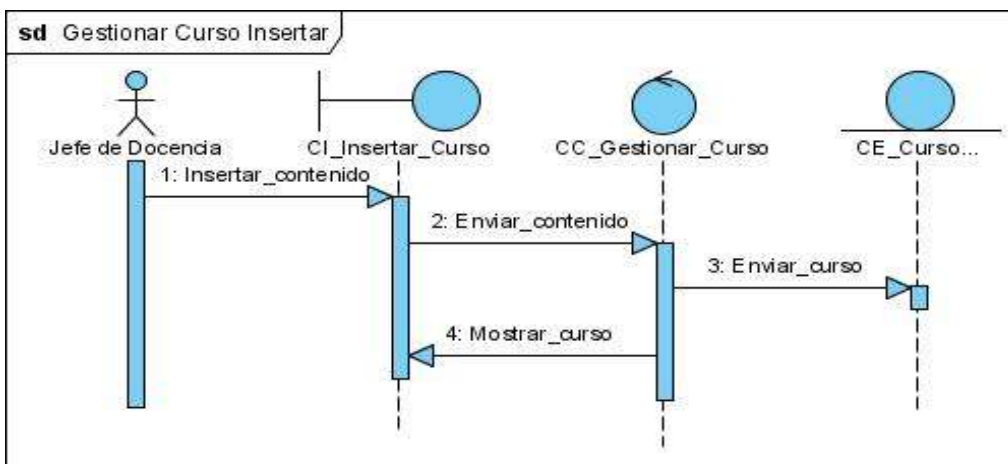 sd Gestionar Curso Insertar
Jefe de Docencia
CI_Insertar_Curso
CC_Gestionar_Curso
CE_Curso...
1: Insertar_contenido
2: Enviar_contenido
3: Enviar_curso
4: Mostrar_curso